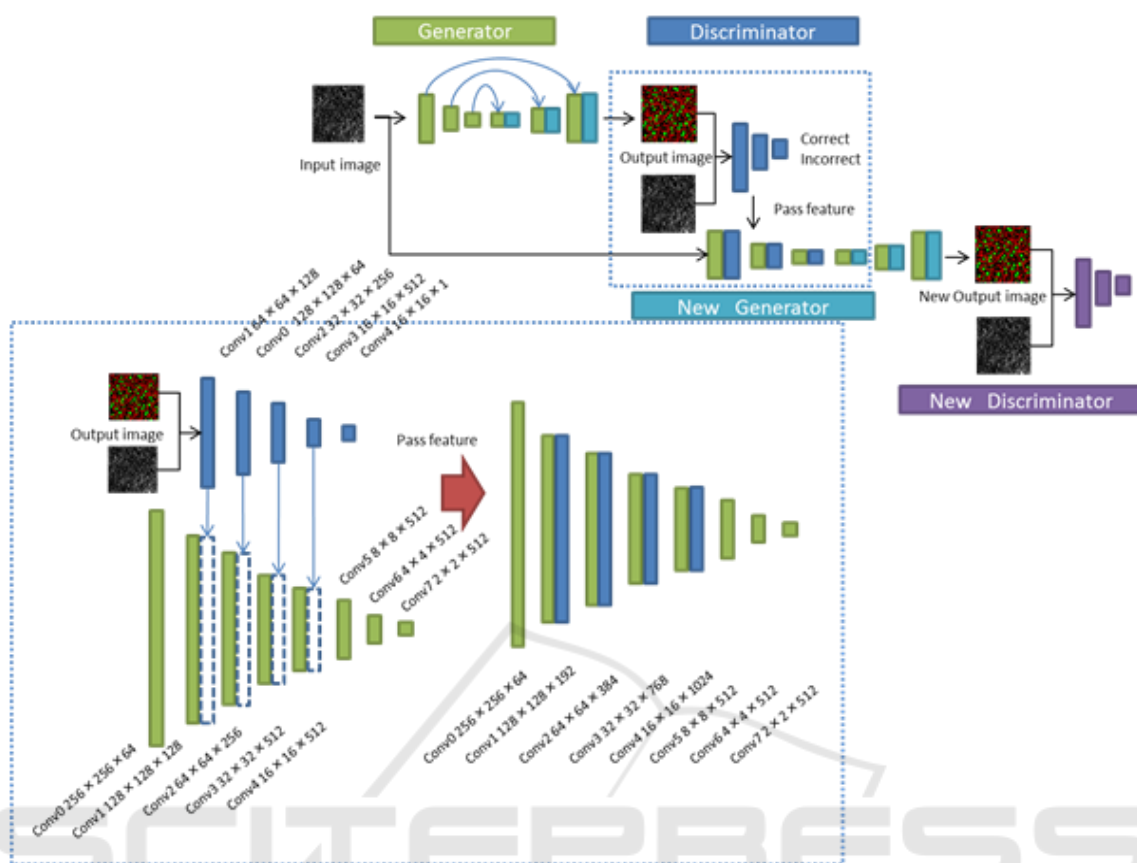 Generator
Discriminator
Input image
Output image
Correct
Incorrect
Pass feature
New Generator
New Output image
New Discriminator
Conv1 64 × 64 × 128
Conv0 128 × 128 × 64
Conv2 32 × 32 × 256
Conv3 16 × 16 × 512
Conv4 16 × 16 × 1
Output image
Pass feature
Conv5 8 × 8 × 512
Conv6 4 × 4 × 512
Conv7 2 × 2 × 512
Conv0 256 × 256 × 64
Conv1 128 × 128 × 128
Conv2 64 × 64 × 256
Conv3 32 × 32 × 512
Conv4 16 × 16 × 512
Conv0 256 × 256 × 64
Conv1 128 × 128 × 192
Conv2 64 × 64 × 384
Conv3 32 × 32 × 768
Conv4 16 × 16 × 1024
Conv5 8 × 8 × 512
Conv6 4 × 4 × 512
Conv7 2 × 2 × 512
SCITEPRESS